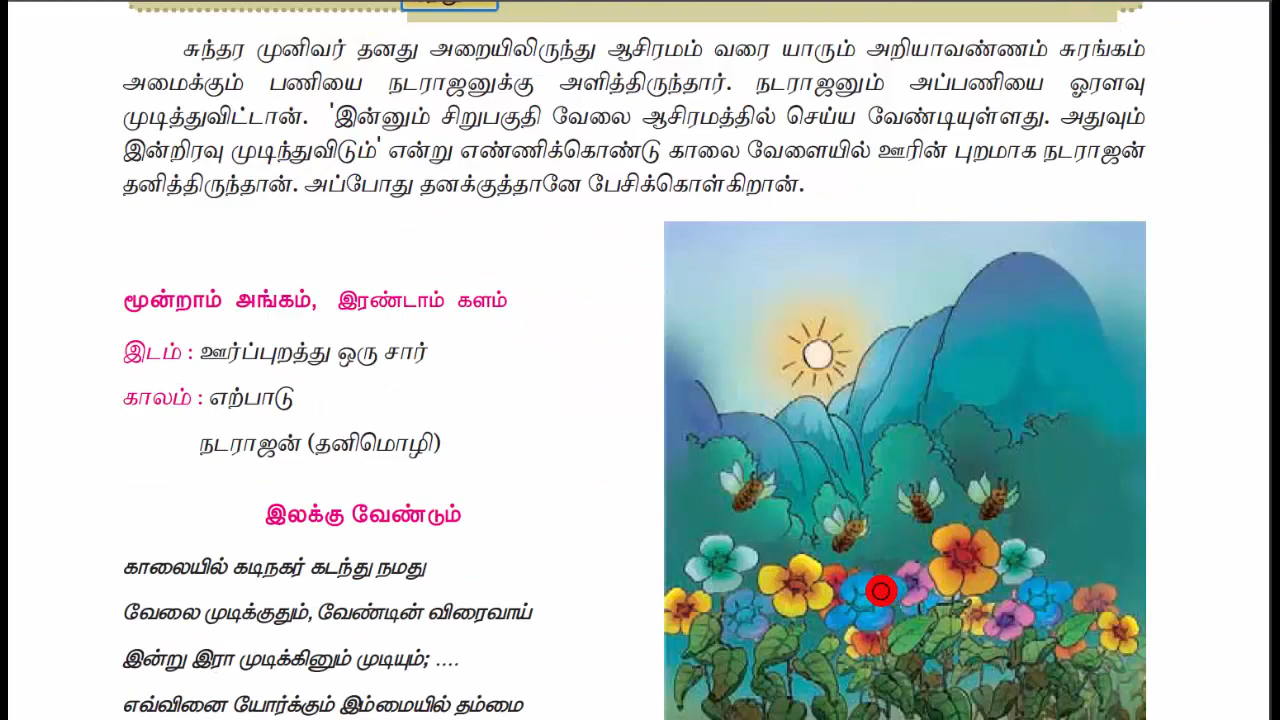 சுந்தர முனிவர் தனது அறையிலிருந்து ஆசிரமம் வரை யாரும் அறியாவண்ணம் சுரங்கம்
அமைக்கும் பணியை நடராஜனுக்கு அளித்திருந்தார். நடராஜனும் அப்பணியை ஓரளவு
முடித்துவிட்டான். 'இன்னும் சிறுபகுதி வேலை ஆசிரமத்தில் செய்ய வேண்டியுள்ளது. அதுவும்
இன்றிரவு முடிந்துவிடும்' என்று எண்ணிக்கொண்டு காலை வேளையில் ஊரின் புறமாக நடராஜன்
தனித்திருந்தான். அப்போது தனக்குத்தானே பேசிக்கொள்கிறான்.
மூன்றாம் அங்கம், இரண்டாம் களம்
இடம் : ஊர்ப்புறத்து ஒரு சார்
காலம் : எற்பாடு
நடராஜன் (தனிமொழி)
இலக்கு வேண்டும்
காலையில் கடிநகர் கடந்து நமது
வேலை முடிக்குதும், வேண்டின் விரைவாய்
இன்று இரா முடிக்கினும் முடியும்; ....
எவ்வினை யோர்க்கும் இம்மையில் தம்மை